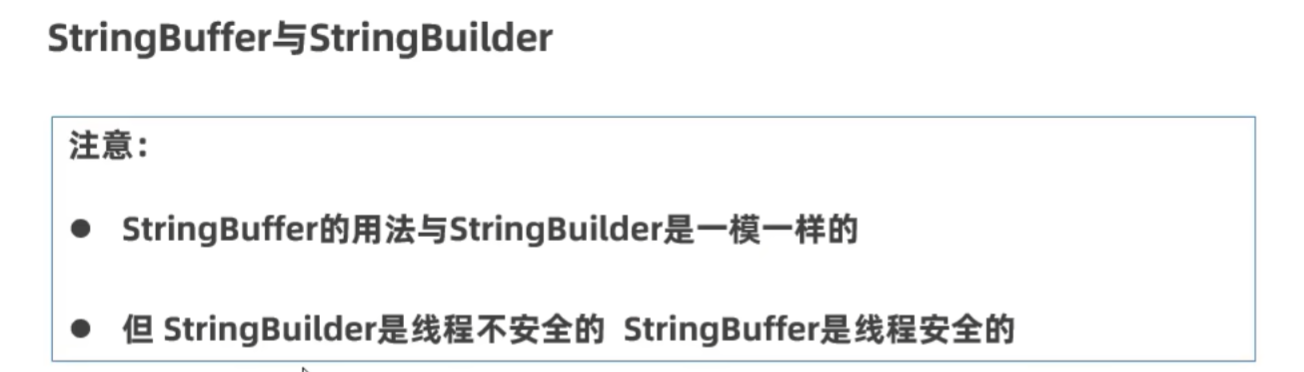 StringBuffer与StringBuilder
注意：
● StringBuffer的用法与StringBuilder是一模一样的
● 但 StringBuilder是线程不安全的 StringBuffer是线程安全的